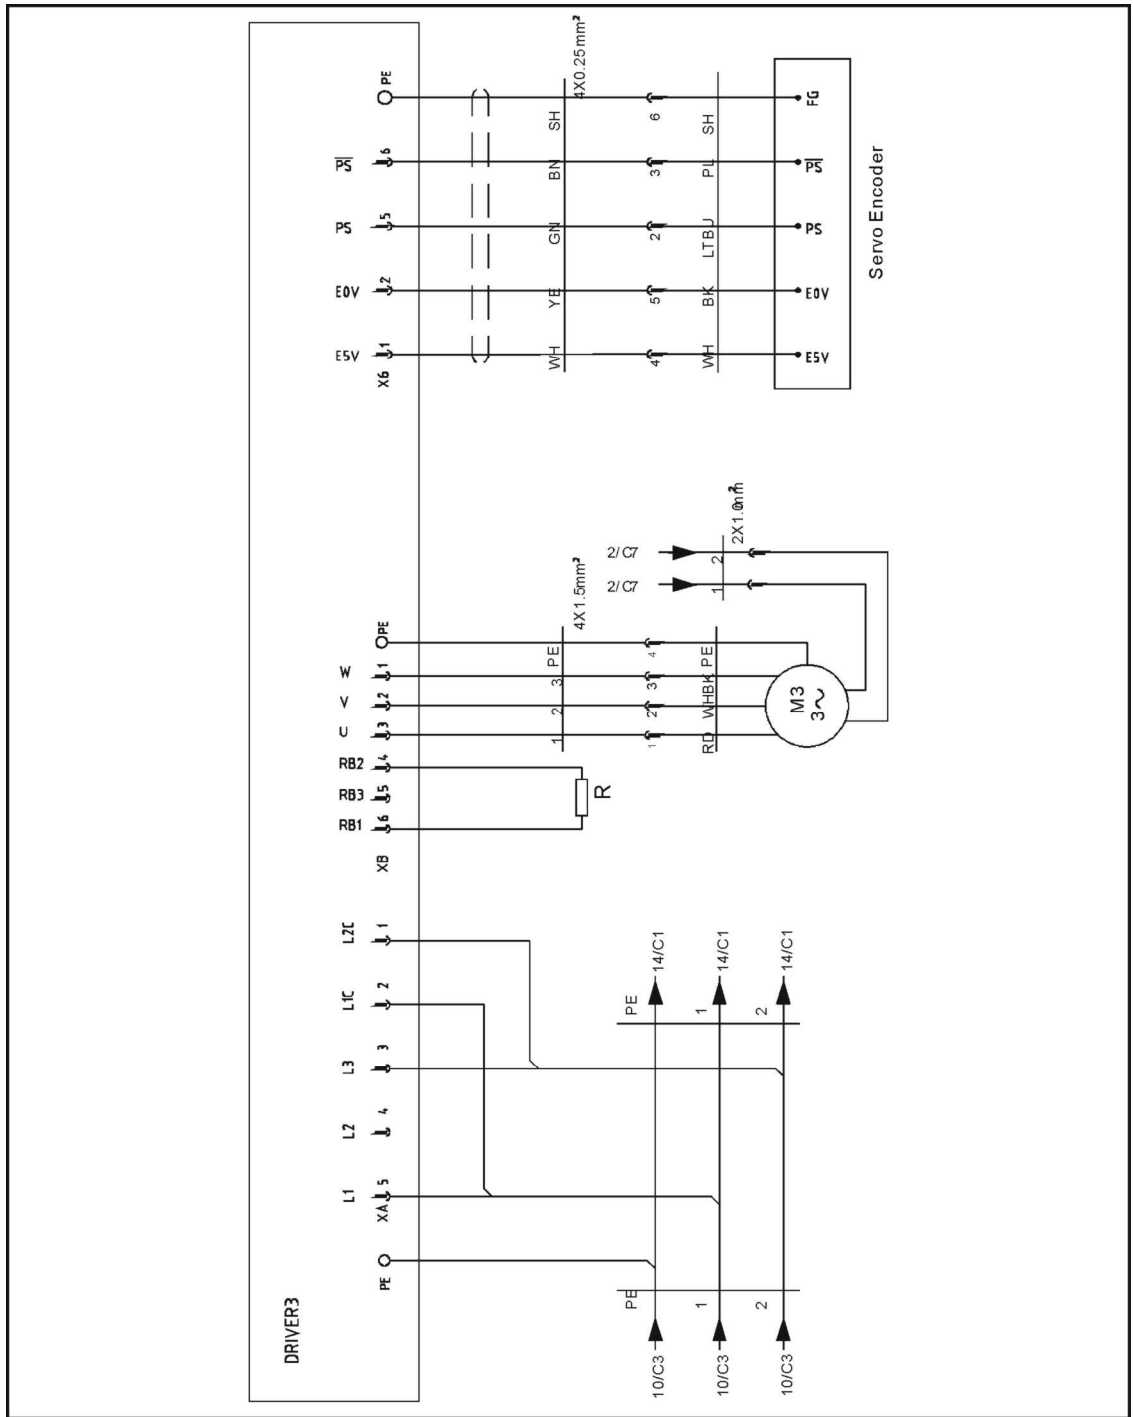 DRIVER3
PE
XA
L1 5
L2 4
L3 3
L1C 2
L2C 1
XB
RB1 6
RB3 5
RB2 4
U 3
V 2
W 1
PE
X6
E5V 1
E0V 2
PS 5
P̅S̅ 6
PE
R
1
2
3
PE
4X1.5mm²
1
2
3
4
RD
WH
BK
PE
M3
3~
2/C7
2/C7
1
2
2X1.0mm²
WH
YE
GN
BN
SH
4X0.25mm²
4
5
2
3
6
WH
BK
LTBU
PL
SH
E5V
E0V
PS
P̅S̅
FG
Servo Encoder
10/C3
PE
PE
14/C1
10/C3
1
1
14/C1
10/C3
2
2
14/C1